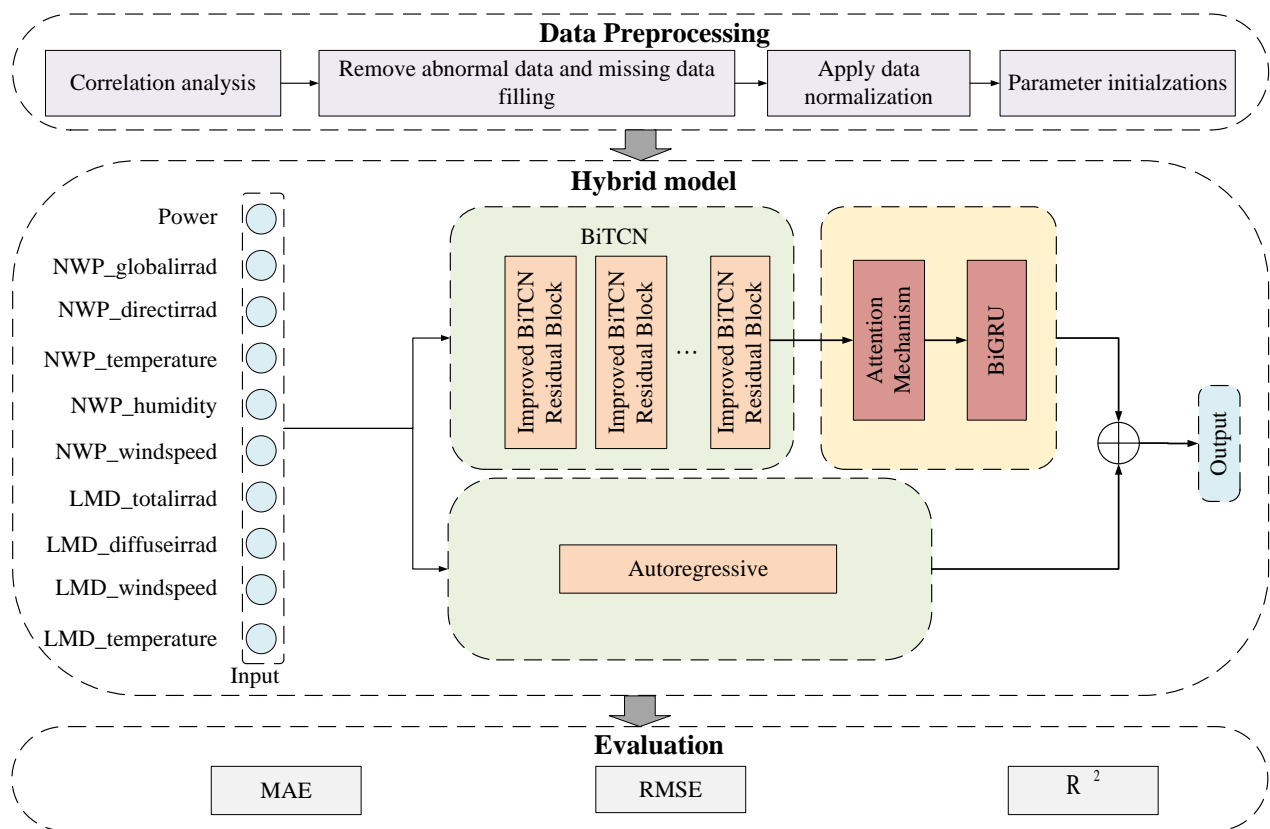 Data Preprocessing
Correlation analysis
Remove abnormal data and missing data
filling
Apply data
normalization
Parameter initialzations
Hybrid model
Power
NWP_globalirrad
NWP_directirrad
NWP_temperature
NWP_humidity
NWP_windspeed
LMD_totalirrad
LMD_diffuseirrad
LMD_windspeed
LMD_temperature
Input
BiTCN
Improved BiTCN
Residual Block
Improved BiTCN
Residual Block
...
Improved BiTCN
Residual Block
Attention
Mechanism
BiGRU
Autoregressive
Output
Evaluation
MAE
RMSE
R ²